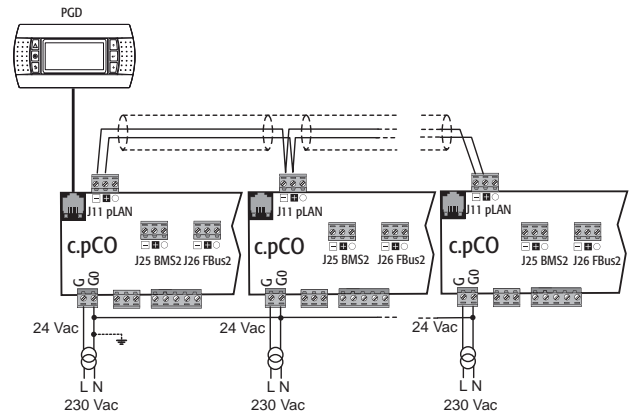 PGD
J11 pLAN
J11 pLAN
J11 pLAN
c.pCO
J25 BMS2
J26 FBus2
c.pCO
J25 BMS2
J26 FBus2
c.pCO
J25 BMS2
J26 FBus2
G
G0
G
G0
G
G0
24 Vac
24 Vac
24 Vac
L N
L N
L N
230 Vac
230 Vac
230 Vac